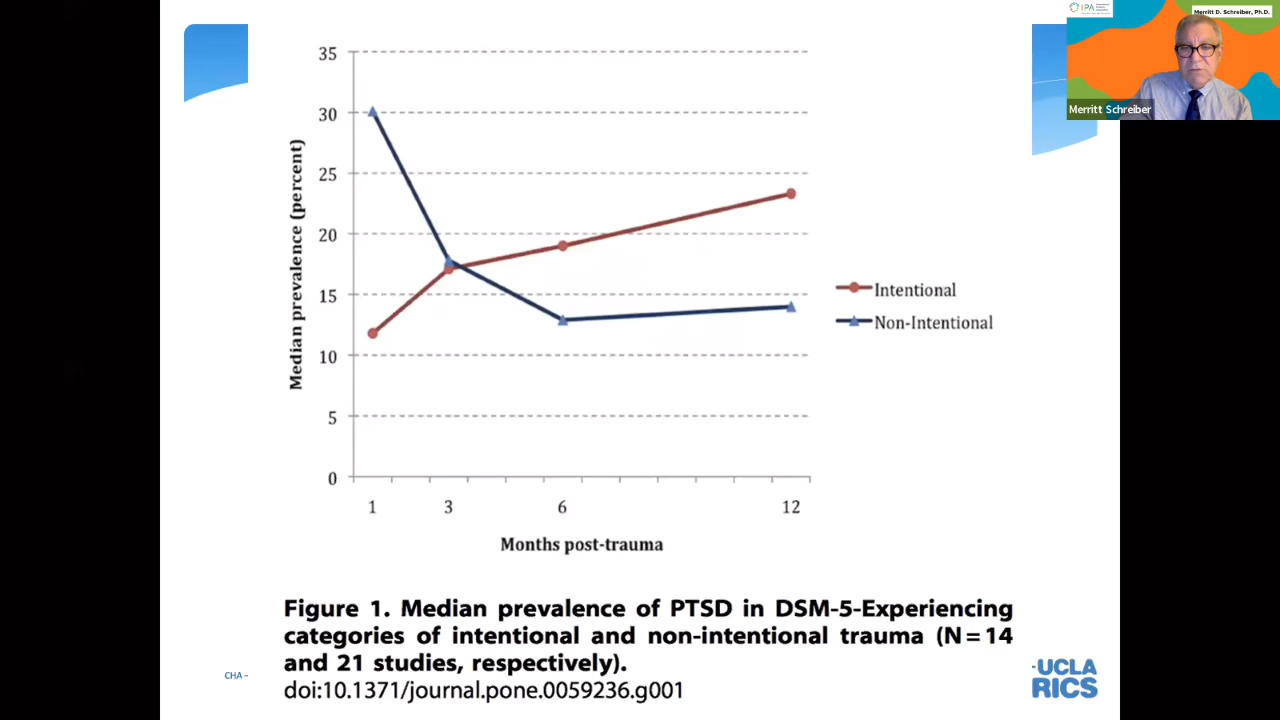 IPA
Merritt D. Schreiber, Ph.D.
Merritt Schreiber
35
30
25
20
15
10
5
0
Median prevalence (percent)
1 3 6 12
Months post-trauma
Intentional
Non-Intentional
Figure 1. Median prevalence of PTSD in DSM-5-Experiencing
categories of intentional and non-intentional trauma (N = 14
and 21 studies, respectively).
doi:10.1371/journal.pone.0059236.g001
CHA –
-UCLA
RICS